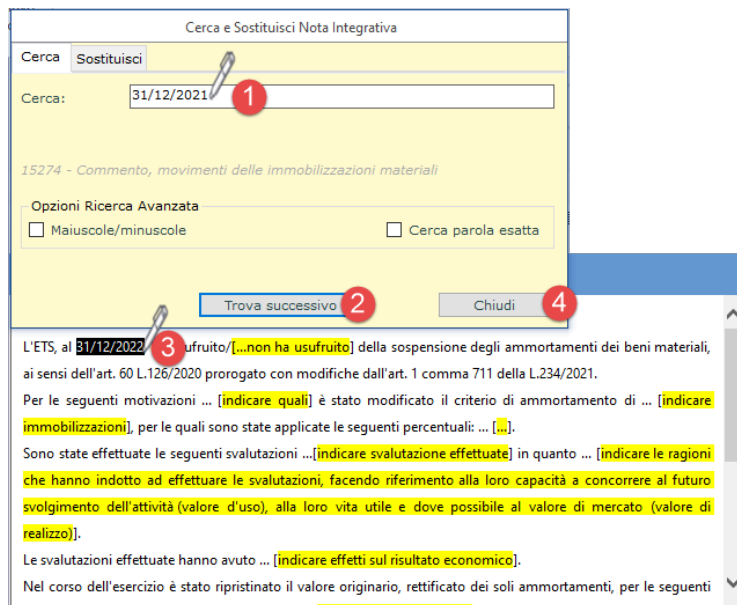 Cerca e Sostituisci Nota Integrativa
Cerca
Sostituisci
Cerca:
31/12/2021
1
15274 - Commento, movimenti delle immobilizzazioni materiali
Opzioni Ricerca Avanzata
Maiuscole/minuscole
Cerca parola esatta
Trova successivo
2
Chiudi
4
3
L'ETS, al 31/12/2022 ufruito/[...non ha usufruito] della sospensione degli ammortamenti dei beni materiali,
ai sensi dell'art. 60 L.126/2020 prorogato con modifiche dall'art. 1 comma 711 della L.234/2021.
Per le seguenti motivazioni ... [indicare quali] è stato modificato il criterio di ammortamento di ... [indicare
immobilizzazioni], per le quali sono state applicate le seguenti percentuali: ... [...].
Sono state effettuate le seguenti svalutazioni ...[indicare svalutazione effettuate] in quanto ... [indicare le ragioni
che hanno indotto ad effettuare le svalutazioni, facendo riferimento alla loro capacità a concorrere al futuro
svolgimento dell'attività (valore d'uso), alla loro vita utile e dove possibile al valore di mercato (valore di
realizzo)].
Le svalutazioni effettuate hanno avuto ... [indicare effetti sul risultato economico].
Nel corso dell'esercizio è stato ripristinato il valore originario, rettificato dei soli ammortamenti, per le seguenti